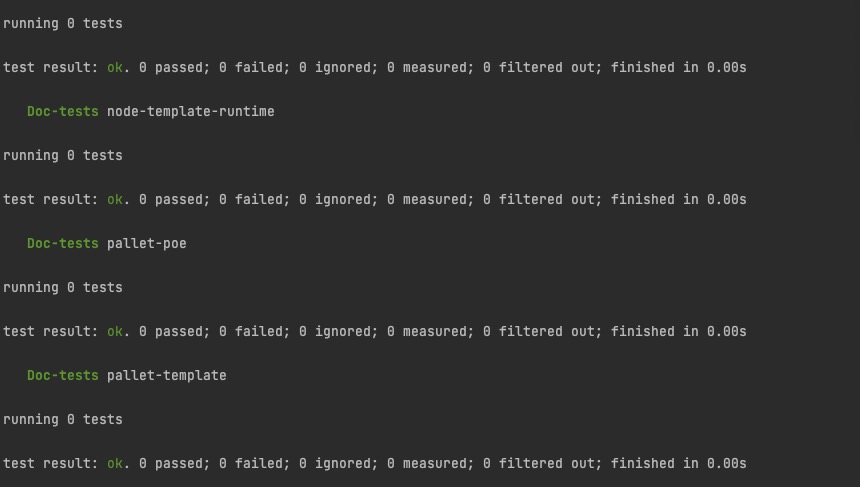 running 0 tests
test result: ok. 0 passed; 0 failed; 0 ignored; 0 measured; 0 filtered out; finished in 0.00s
Doc-tests node-template-runtime
running 0 tests
test result: ok. 0 passed; 0 failed; 0 ignored; 0 measured; 0 filtered out; finished in 0.00s
Doc-tests pallet-poe
running 0 tests
test result: ok. 0 passed; 0 failed; 0 ignored; 0 measured; 0 filtered out; finished in 0.00s
Doc-tests pallet-template
running 0 tests
test result: ok. 0 passed; 0 failed; 0 ignored; 0 measured; 0 filtered out; finished in 0.00s